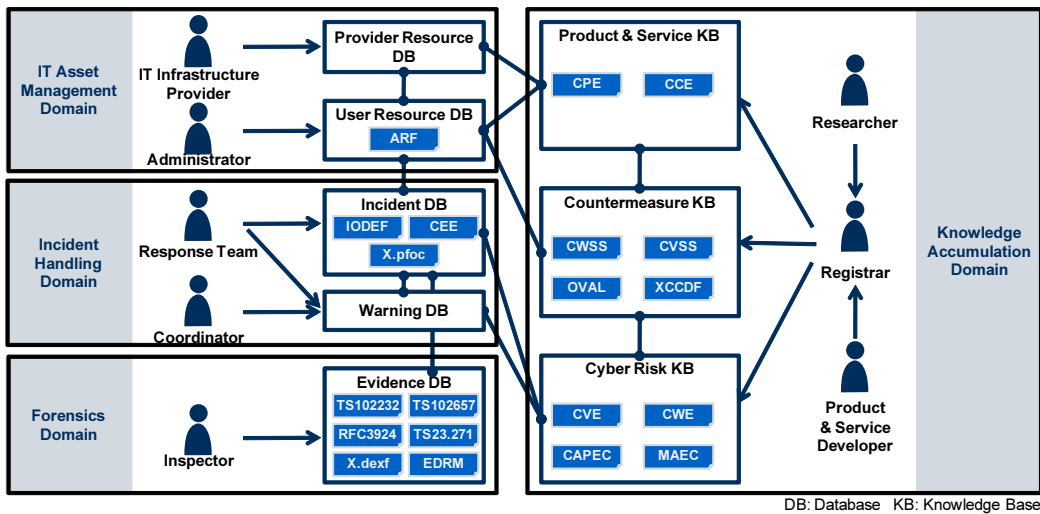 IT Asset
Management
Domain
IT Infrastructure
Provider
Administrator
Provider Resource
DB
User Resource DB
ARF
Incident
Handling
Domain
Response Team
Coordinator
Incident DB
IODEF
CEE
X.pfoc
Warning DB
Forensics
Domain
Inspector
Evidence DB
TS102232
TS102657
RFC3924
TS23.271
X.dexf
EDRM
Product & Service KB
CPE
CCE
Countermeasure KB
CWSS
CVSS
OVAL
XCCDF
Cyber Risk KB
CVE
CWE
CAPEC
MAEC
Researcher
Registrar
Product
& Service
Developer
Knowledge
Accumulation
Domain
DB: Database KB: Knowledge Base